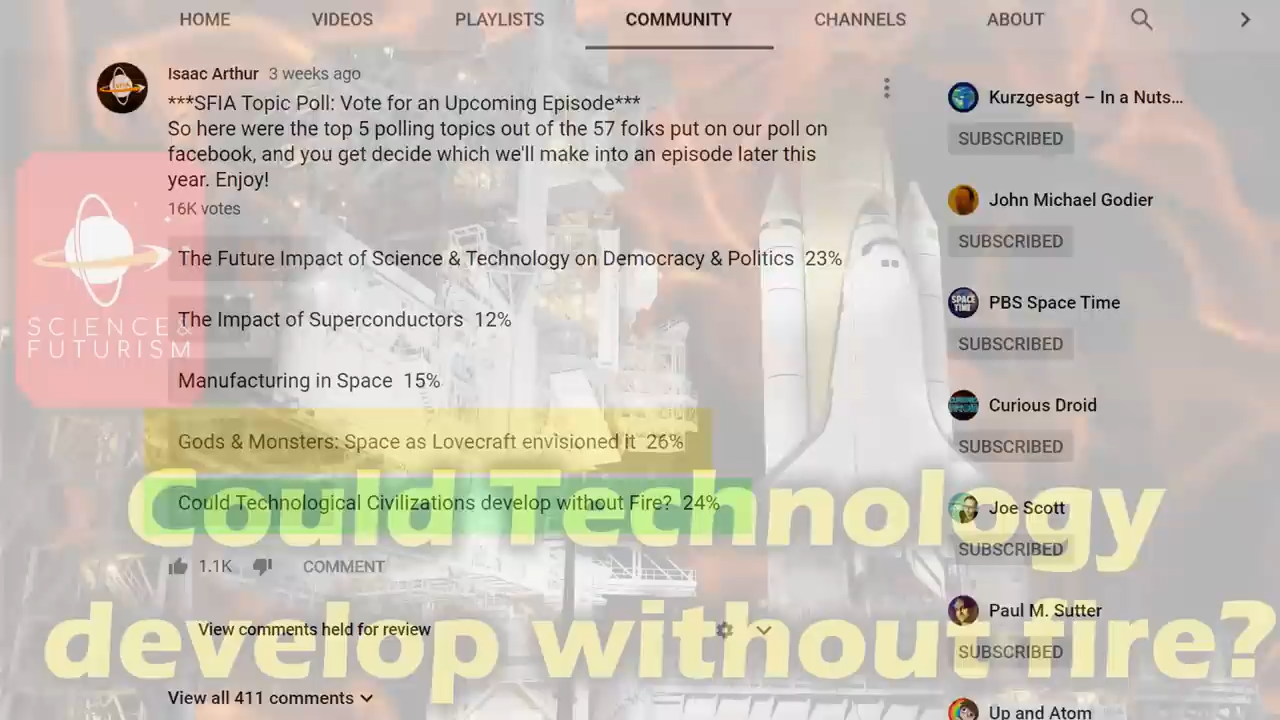 HOME VIDEOS PLAYLISTS COMMUNITY CHANNELS ABOUT
Isaac Arthur 3 weeks ago
***SFIA Topic Poll: Vote for an Upcoming Episode***
So here were the top 5 polling topics out of the 57 folks put on our poll on
facebook, and you get decide which we'll make into an episode later this
year. Enjoy!
16K votes
The Future Impact of Science & Technology on Democracy & Politics 23%
The Impact of Superconductors 12%
Manufacturing in Space 15%
Gods & Monsters: Space as Lovecraft envisioned it 26%
Could Technological Civilizations develop without Fire? 24%
1.1K COMMENT
View comments held for review
View all 411 comments
SCIENCE &
FUTURISM
Could Technology
develop without fire?
Kurzgesagt – In a Nuts...
SUBSCRIBED
John Michael Godier
SUBSCRIBED
SPACE
TIME
PBS Space Time
SUBSCRIBED
Curious Droid
SUBSCRIBED
Joe Scott
SUBSCRIBED
Paul M. Sutter
SUBSCRIBED
Up and Atom